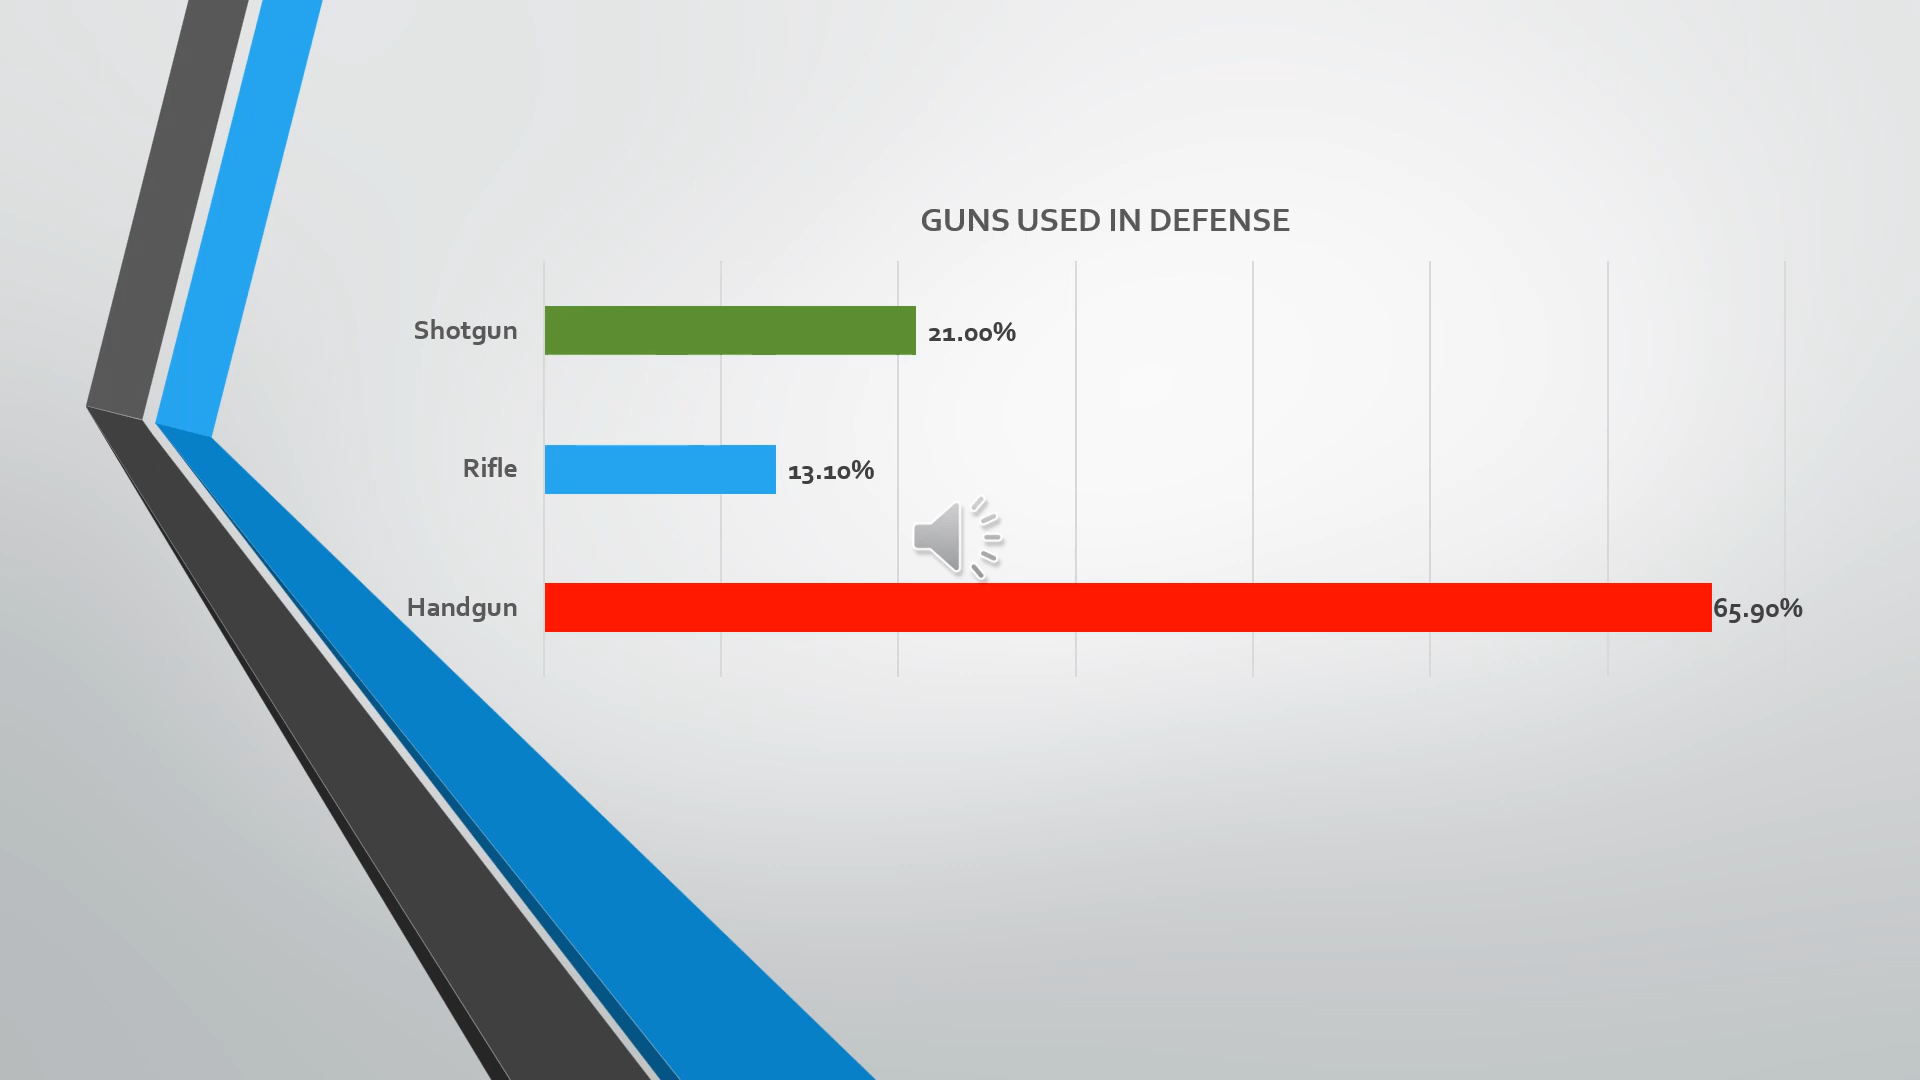 GUNS USED IN DEFENSE
Shotgun 21.00%
Rifle 13.10%
Handgun 65.90%